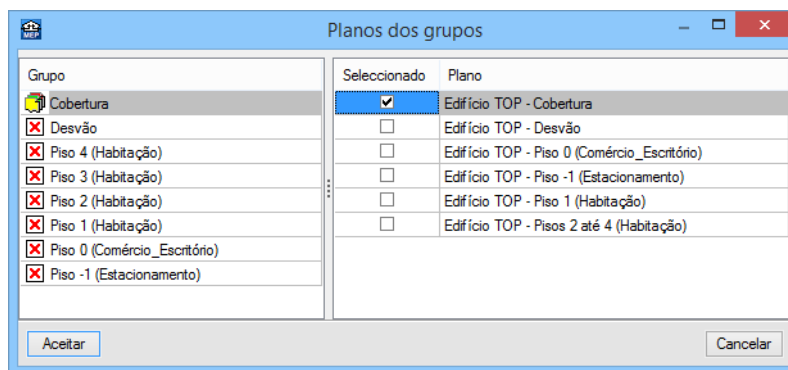 MEP
Planos dos grupos
Grupo
Cobertura
Desvão
Piso 4 (Habitação)
Piso 3 (Habitação)
Piso 2 (Habitação)
Piso 1 (Habitação)
Piso 0 (Comércio_Escritório)
Piso -1 (Estacionamento)
Seleccionado Plano
Edifício TOP - Cobertura
Edifício TOP - Desvão
Edifício TOP - Piso 0 (Comércio_Escritório)
Edifício TOP - Piso -1 (Estacionamento)
Edifício TOP - Piso 1 (Habitação)
Edifício TOP - Pisos 2 até 4 (Habitação)
Aceitar
Cancelar